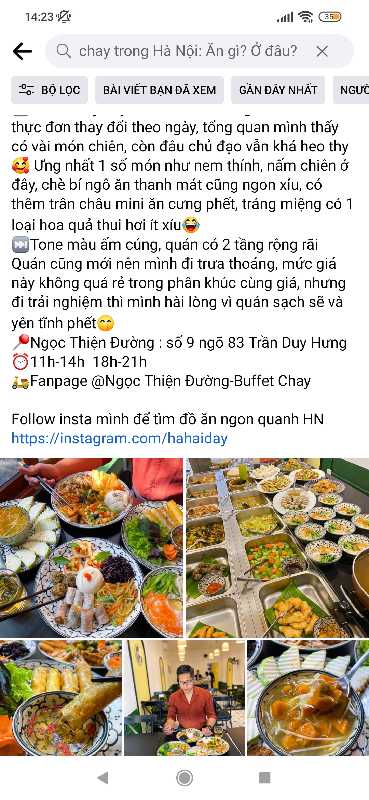 14:23
35
chay trong Hà Nội: Ăn gì? Ở đâu?
BỘ LỌC
BÀI VIẾT BẠN ĐÃ XEM
GẦN ĐÂY NHẤT
NGƯỜ
thực đơn thay đổi theo ngày, tổng quan mình thấy
có vài món chiên, còn đâu chủ đạo vẫn khá heo thy
🥰 Ưng nhất 1 số món như nem thính, nấm chiên ở
đây, chè bí ngô ăn thanh mát cũng ngon xíu, có
thêm trân châu mini ăn cưng phết, tráng miệng có 1
loại hoa quả thui hơi ít xíu😂
⏭️Tone màu ấm cúng, quán có 2 tầng rộng rãi
Quán cũng mới nên mình đi trưa thoáng, mức giá
này không quá rẻ trong phân khúc cùng giá, nhưng
đi trải nghiệm thì mình hài lòng vì quán sạch sẽ và
yên tĩnh phết😋
📍Ngọc Thiện Đường : số 9 ngõ 83 Trần Duy Hưng
⏰11h-14h 18h-21h
🛵Fanpage @Ngọc Thiện Đường-Buffet Chay
Follow insta mình để tìm đồ ăn ngon quanh HN
https://instagram.com/hahaiday